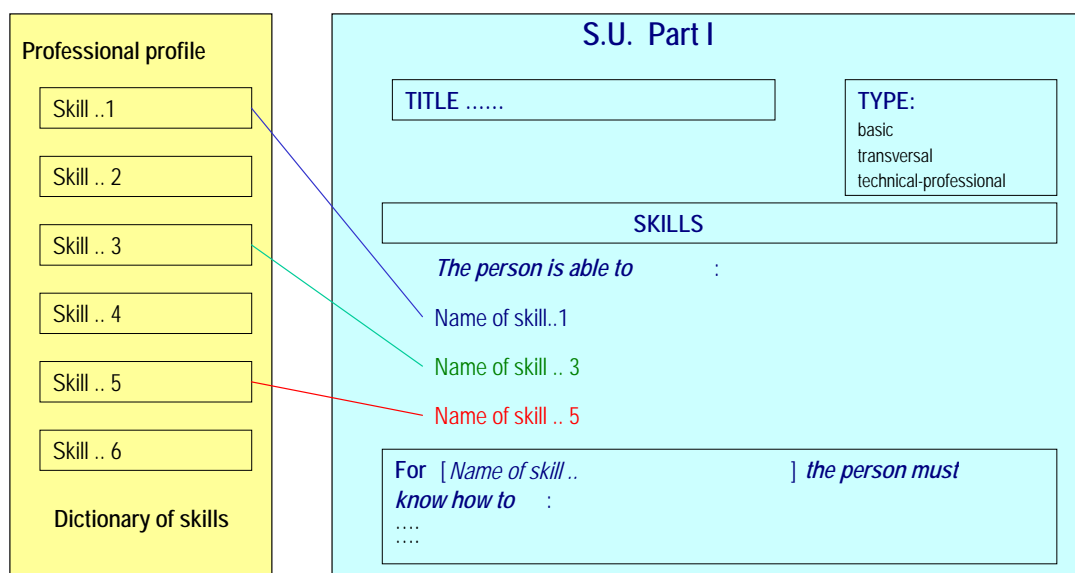 Professional profile
Skill ..1
Skill .. 2
Skill .. 3
Skill .. 4
Skill .. 5
Skill .. 6
Dictionary of skills
S.U. Part I
TITLE ......
TYPE:
basic
transversal
technical-professional
SKILLS
The person is able to :
Name of skill..1
Name of skill .. 3
Name of skill .. 5
For [Name of skill .. ] the person must
know how to :
....
....